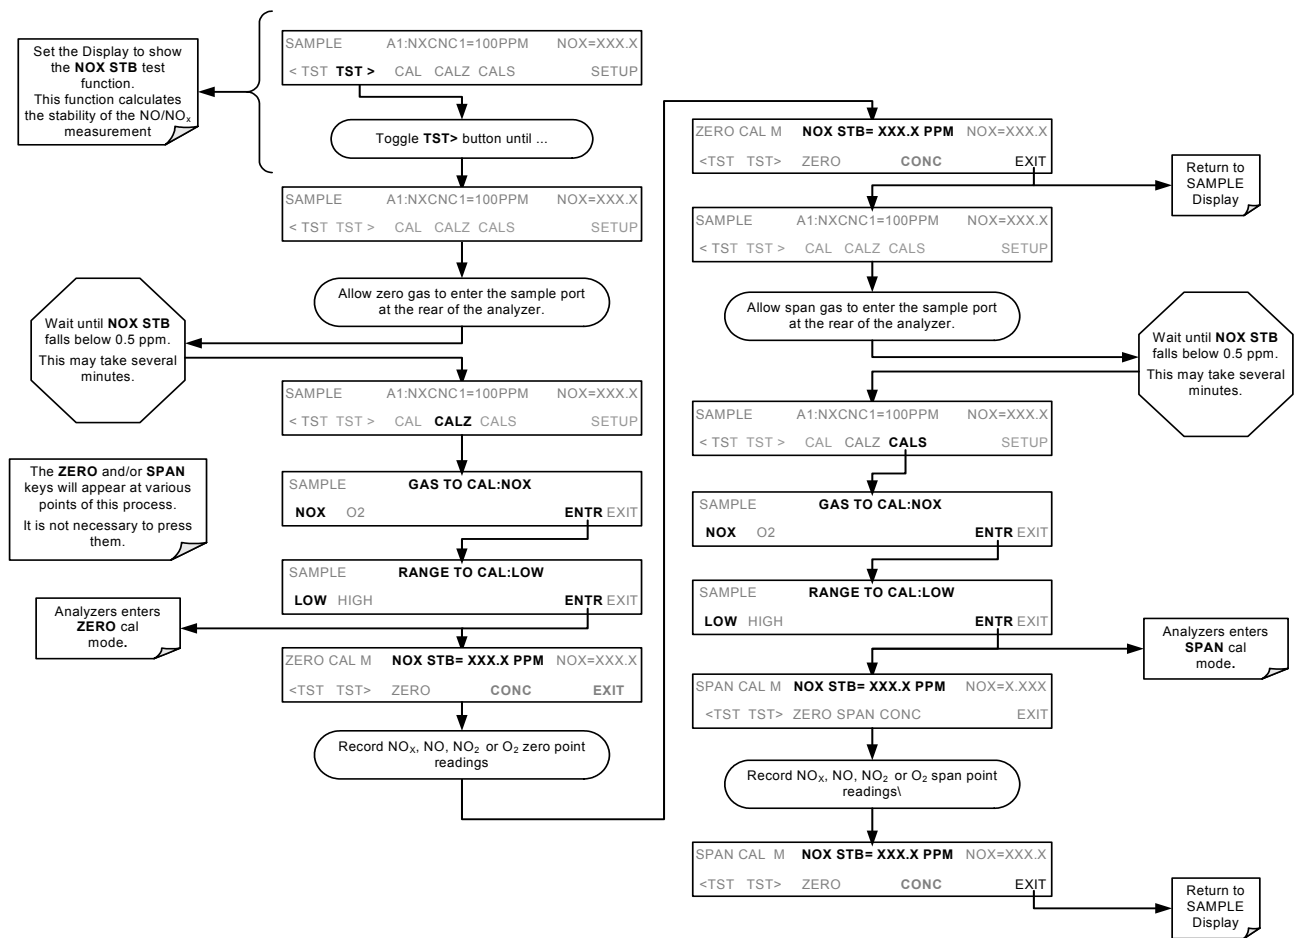 Set the Display to show
the NOX STB test
function.
This function calculates
the stability of the NO/NOₓ
measurement
SAMPLE A1:NXCNC1=100PPM NOX=XXX.X
< TST TST > CAL CALZ CALS SETUP
Toggle TST> button until ...
SAMPLE A1:NXCNC1=100PPM NOX=XXX.X
< TST TST > CAL CALZ CALS SETUP
Allow zero gas to enter the sample port
at the rear of the analyzer.
Wait until NOX STB
falls below 0.5 ppm.
This may take several
minutes.
SAMPLE A1:NXCNC1=100PPM NOX=XXX.X
< TST TST > CAL CALZ CALS SETUP
The ZERO and/or SPAN
keys will appear at various
points of this process.
It is not necessary to press
them.
SAMPLE GAS TO CAL:NOX
NOX O2 ENTR EXIT
SAMPLE RANGE TO CAL:LOW
LOW HIGH ENTR EXIT
Analyzers enters
ZERO cal
mode.
ZERO CAL M NOX STB= XXX.X PPM NOX=XXX.X
<TST TST> ZERO CONC EXIT
Record NOₓ, NO, NO₂ or O₂ zero point
readings
ZERO CAL M NOX STB= XXX.X PPM NOX=XXX.X
<TST TST> ZERO CONC EXIT
Return to
SAMPLE
Display
SAMPLE A1:NXCNC1=100PPM NOX=XXX.X
< TST TST > CAL CALZ CALS SETUP
Allow span gas to enter the sample port
at the rear of the analyzer.
Wait until NOX STB
falls below 0.5 ppm.
This may take several
minutes.
SAMPLE A1:NXCNC1=100PPM NOX=XXX.X
< TST TST > CAL CALZ CALS SETUP
SAMPLE GAS TO CAL:NOX
NOX O2 ENTR EXIT
SAMPLE RANGE TO CAL:LOW
LOW HIGH ENTR EXIT
Analyzers enters
SPAN cal
mode.
SPAN CAL M NOX STB= XXX.X PPM NOX=X.XXX
<TST TST> ZERO SPAN CONC EXIT
Record NOₓ, NO, NO₂ or O₂ span point
readings\
SPAN CAL M NOX STB= XXX.X PPM NOX=XXX.X
<TST TST> ZERO CONC EXIT
Return to
SAMPLE
Display